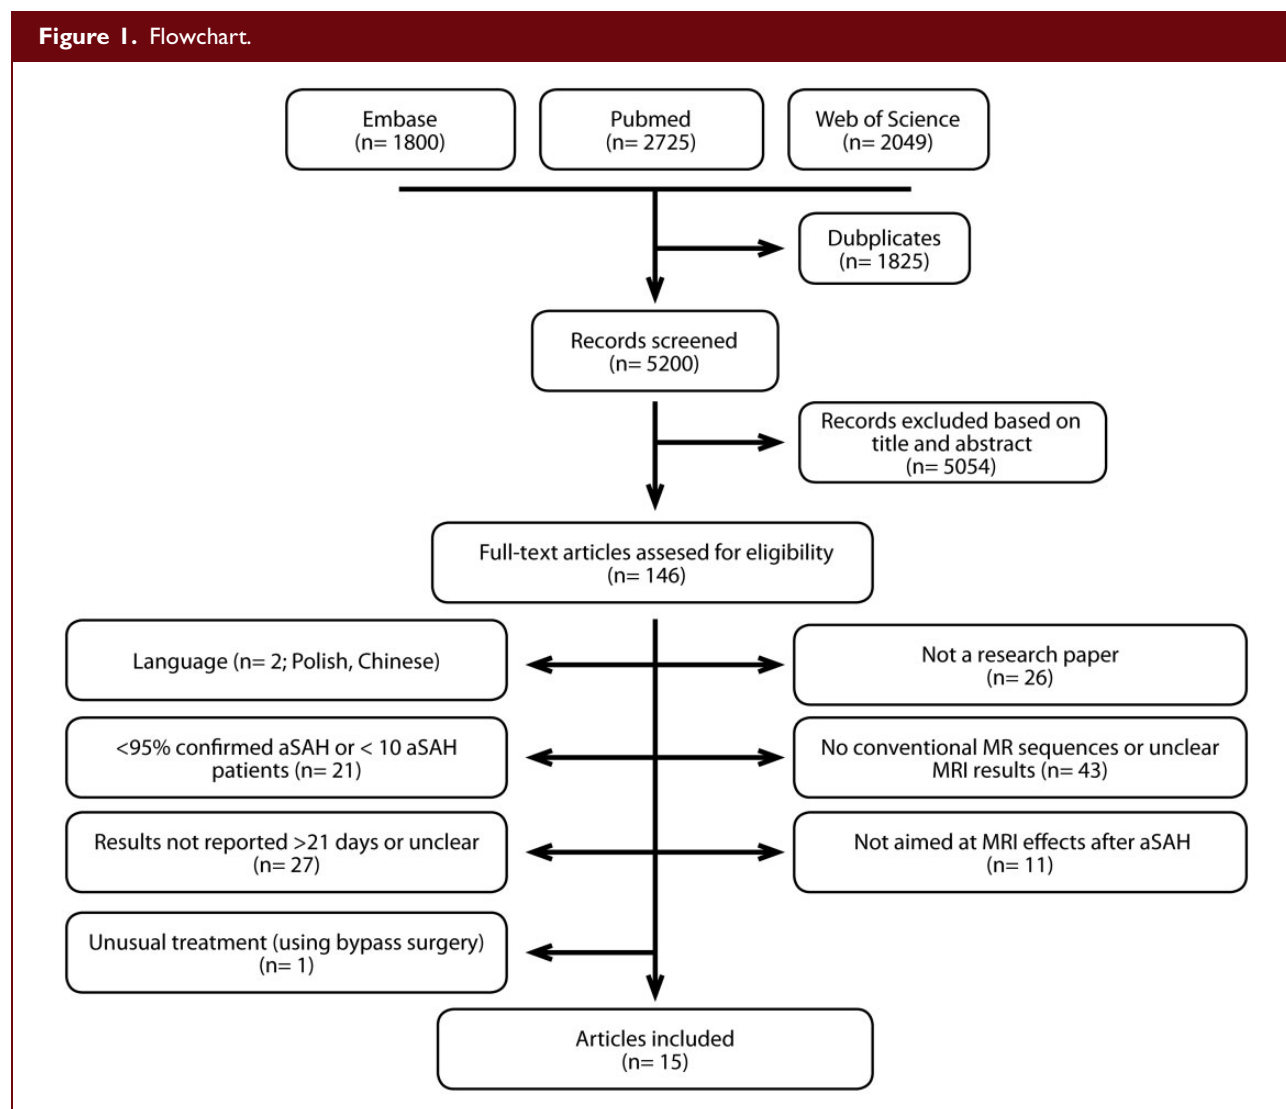 Figure 1. Flowchart.
Embase
(n= 1800)
Pubmed
(n= 2725)
Web of Science
(n= 2049)
Dubplicates
(n= 1825)
Records screened
(n= 5200)
Records excluded based on
title and abstract
(n= 5054)
Full-text articles assesed for eligibility
(n= 146)
Language (n= 2; Polish, Chinese)
Not a research paper
(n= 26)
<95% confirmed aSAH or < 10 aSAH
patients (n= 21)
No conventional MR sequences or unclear
MRI results (n= 43)
Results not reported >21 days or unclear
(n= 27)
Not aimed at MRI effects after aSAH
(n= 11)
Unusual treatment (using bypass surgery)
(n= 1)
Articles included
(n= 15)